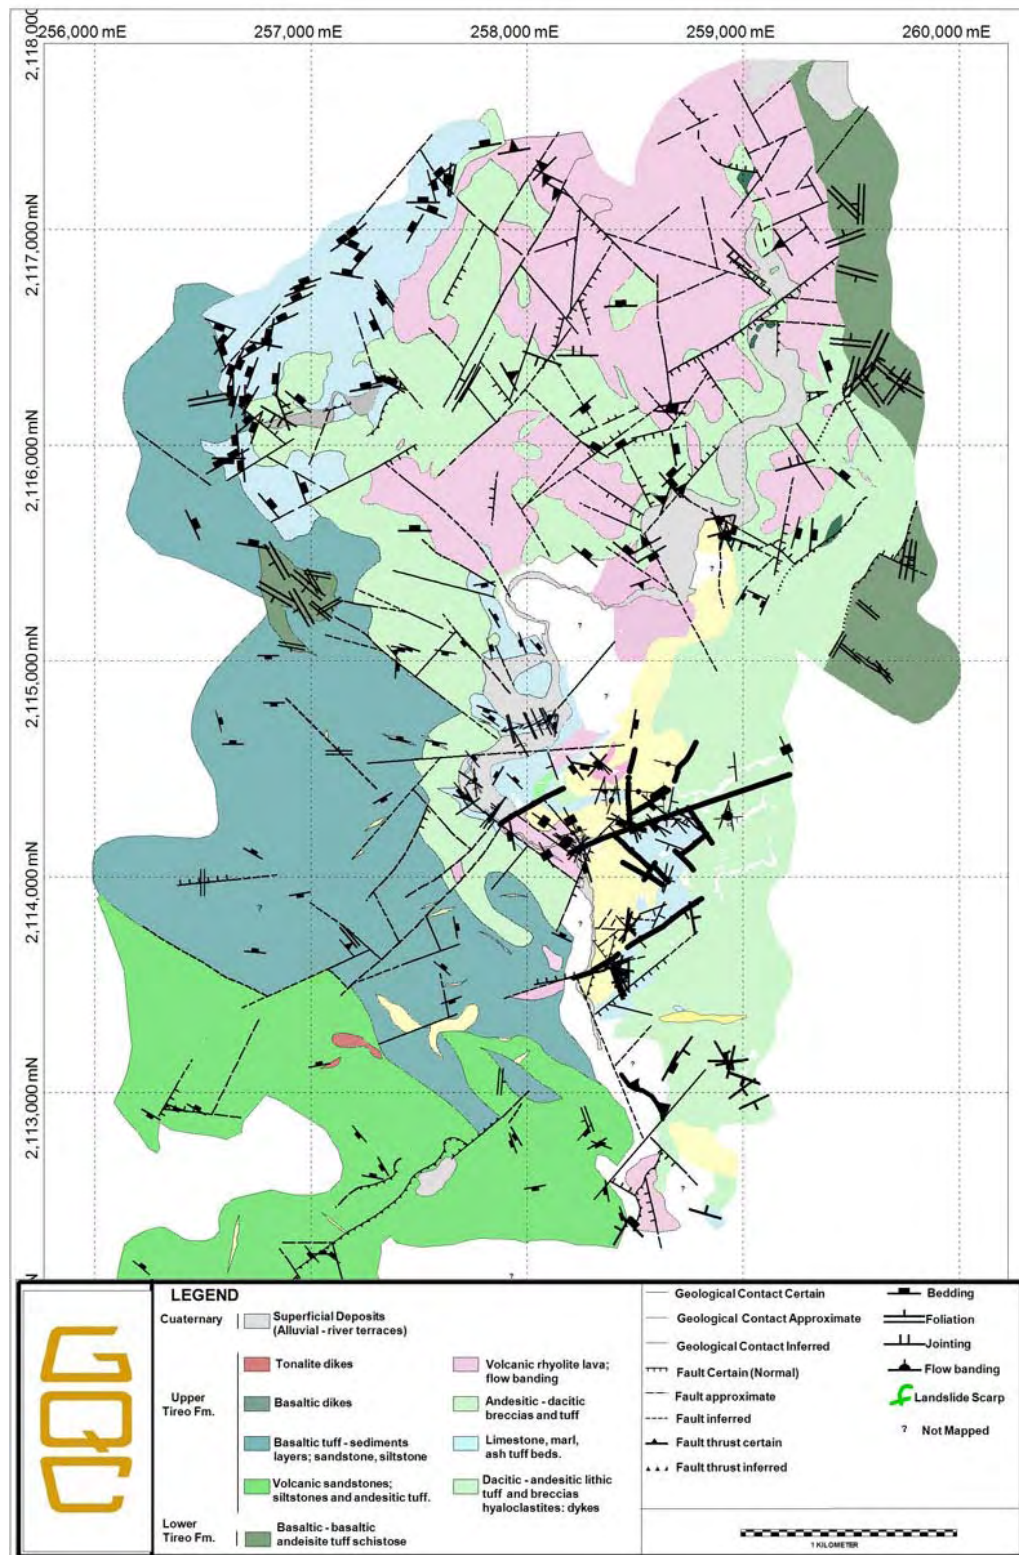 256,000 mE
257,000 mE
258,000 mE
259,000 mE
260,000 mE
2,118,000
2,1117,000 mN
2,1116,000 mN
2,1115,000 mN
2,1114,000 mN
2,1113,000 mN
N
?
?
?
?
?
?
?
?
?
GQC
LEGEND
Cuaternary
Superficial Deposits
(Alluvial - river terraces)
Upper
Tireo Fm.
Tonalite dikes
Basaltic dikes
Basaltic tuff - sediments
layers; sandstone, siltstone
Volcanic sandstones;
siltstones and andesitic tuff.
Volcanic rhyolite lava;
flow banding
Andesitic - dacitic
breccias and tuff
Limestone, marl,
ash tuff beds.
Dacitic - andesitic lithic
tuff and breccias
hyaloclastites: dykes
Lower
Tireo Fm.
Basaltic - basaltic
andeisite tuff schistose
Geological Contact Certain
Geological Contact Approximate
Geological Contact Inferred
Fault Certain (Normal)
Fault approximate
Fault inferred
Fault thrust certain
Fault thrust inferred
Bedding
Foliation
Jointing
Flow banding
Landslide Scarp
? Not Mapped
1 KILOMETER